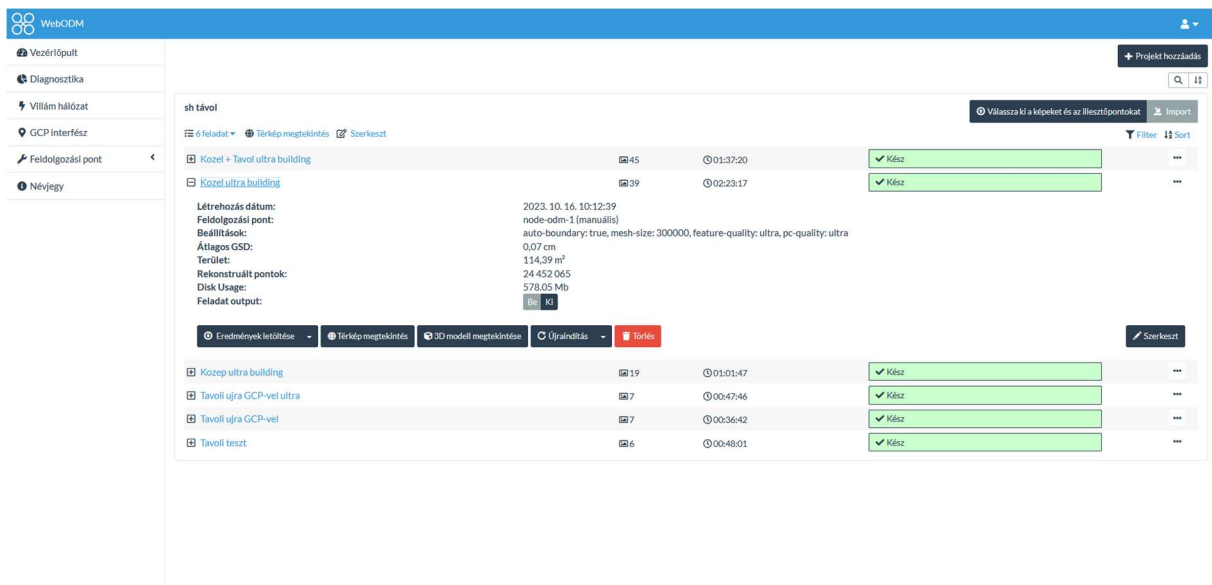 WebODM
Vezérlőpult
Diagnosztika
Villám hálózat
GCP interfész
Feldolgozási pont
Névjegy
+ Projekt hozzáadás
sh távol
Válassza ki a képeket és az illesztőpontokat Import
6 feladat Térkép megtekintés Szerkeszt
Filter Sort
Kozel + Tavol ultra building 45 01:37:20 Kész
Kozel ultra building 39 02:23:17 Kész
Létrehozás dátum: 2023. 10. 16. 10:12:39
Feldolgozási pont: node-odm-1 (manuális)
Beállítások: auto-boundary: true, mesh-size: 300000, feature-quality: ultra, pc-quality: ultra
Átlagos GSD: 0,07 cm
Terület: 114,39 m²
Rekonstruált pontok: 24 452 065
Disk Usage: 578.05 Mb
Feladat output: Be Ki
Eredmények letöltése Térkép megtekintés 3D modell megtekintése Újraindítás Törlés Szerkeszt
Kozep ultra building 19 01:01:47 Kész
Tavoli ujra GCP-vel ultra 7 00:47:46 Kész
Tavoli ujra GCP-vel 7 00:36:42 Kész
Tavoli teszt 6 00:48:01 Kész